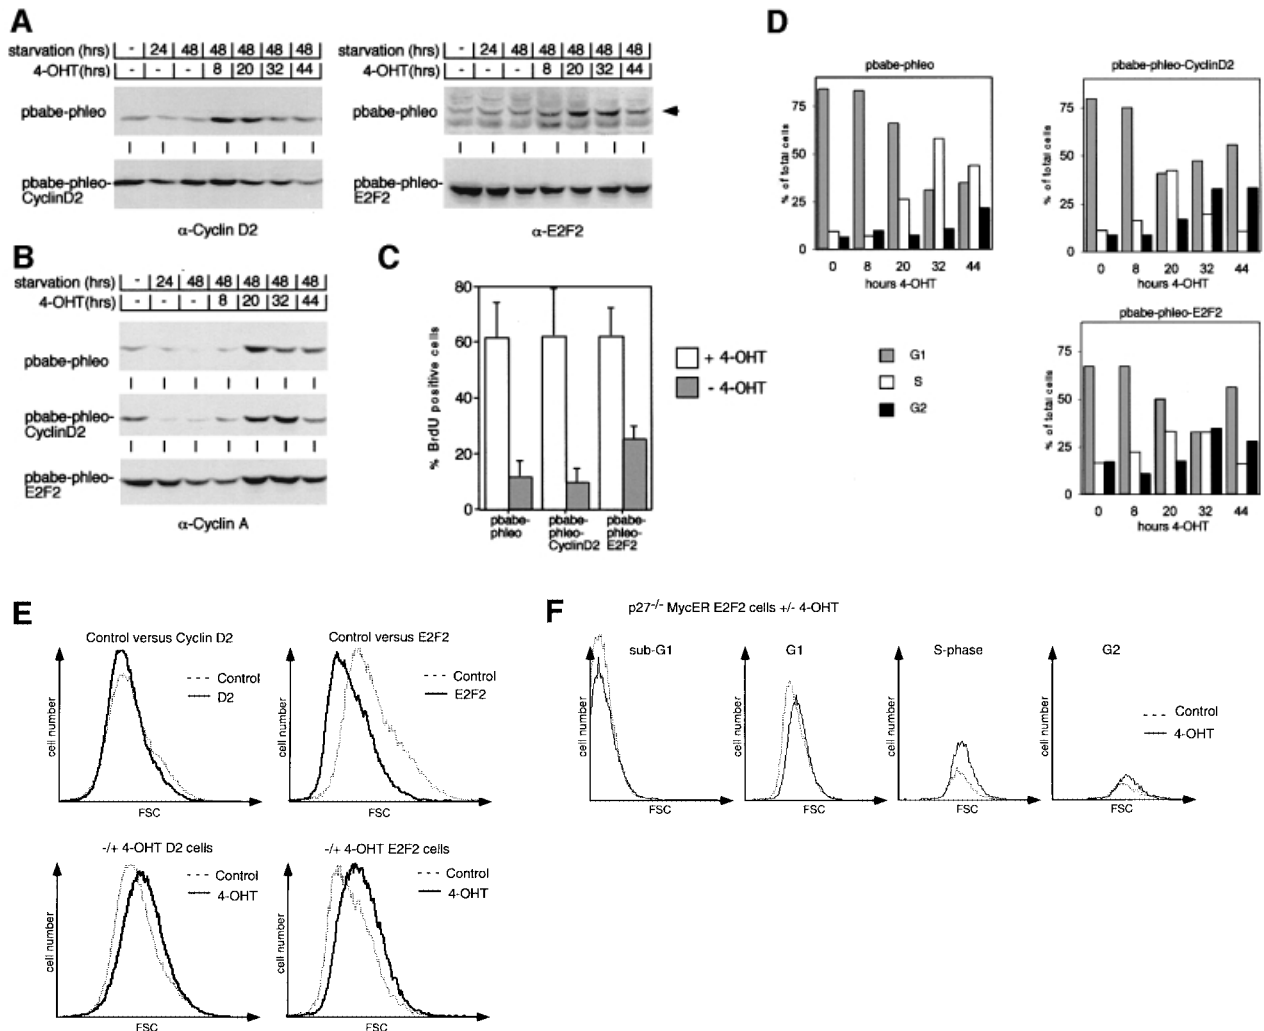 A
starvation (hrs) - 24 48 48 48 48 48
4-OHT(hrs) - - - 8 20 32 44
pbabe-phleo
pbabe-phleo-
CyclinD2
α-Cyclin D2
starvation (hrs) - 24 48 48 48 48 48
4-OHT(hrs) - - - 8 20 32 44
pbabe-phleo
pbabe-phleo-
E2F2
α-E2F2
B
starvation (hrs) - 24 48 48 48 48 48
4-OHT(hrs) - - - 8 20 32 44
pbabe-phleo
pbabe-phleo-
CyclinD2
pbabe-phleo-
E2F2
α-Cyclin A
C
% BrdU positive cells
80
60
40
20
0
pbabe-
phleo
pbabe-
phleo-
CyclinD2
pbabe-
phleo-
E2F2
+ 4-OHT
- 4-OHT
D
pbabe-phleo
% of total cells
75
50
25
0
0 8 20 32 44
hours 4-OHT
pbabe-phleo-CyclinD2
% of total cells
75
50
25
0
0 8 20 32 44
hours 4-OHT
G1
S
G2
pbabe-phleo-E2F2
% of total cells
75
50
25
0
0 8 20 32 44
hours 4-OHT
E
Control versus Cyclin D2
cell number
Control
D2
FSC
Control versus E2F2
cell number
Control
E2F2
FSC
-/+ 4-OHT D2 cells
cell number
Control
4-OHT
FSC
-/+ 4-OHT E2F2 cells
cell number
Control
4-OHT
FSC
F
p27-/- MycER E2F2 cells +/- 4-OHT
sub-G1
cell number
FSC
G1
cell number
FSC
S-phase
cell number
FSC
G2
cell number
FSC
Control
4-OHT